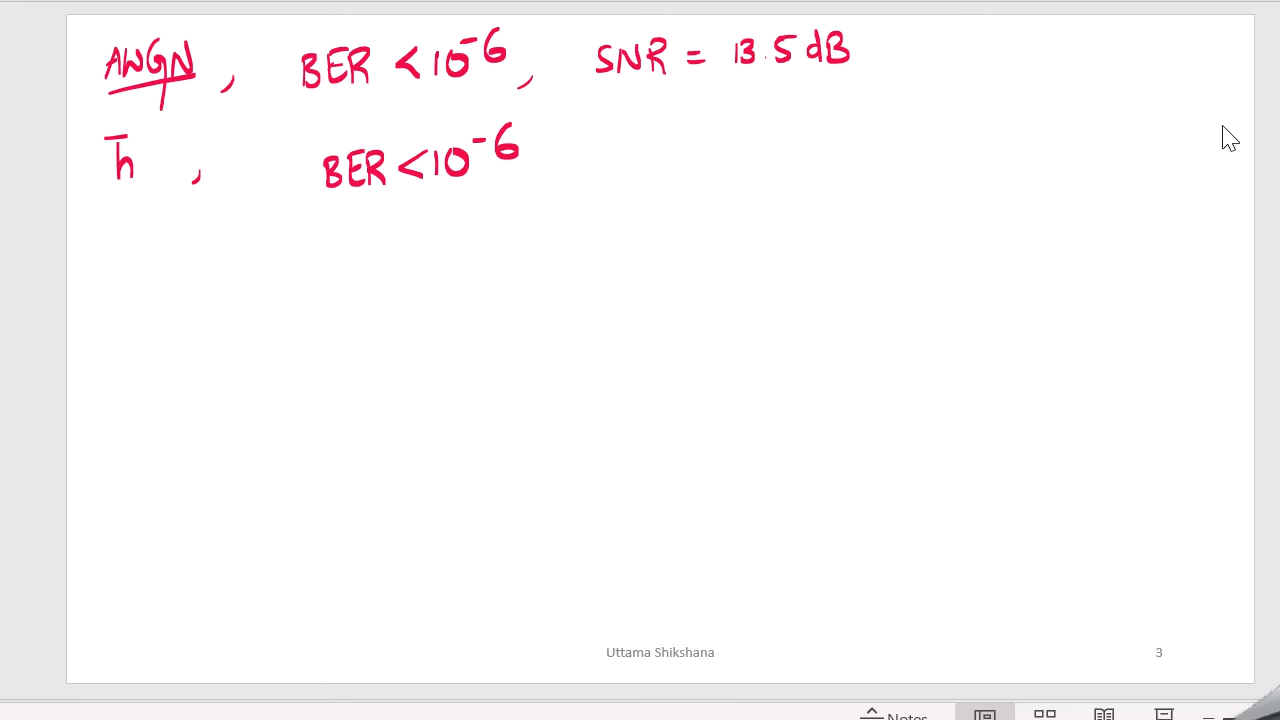 AWGN, BER < 10⁻⁶, SNR = 13.5 dB
h̅, BER < 10⁻⁶
Uttama Shikshana 3
Notes